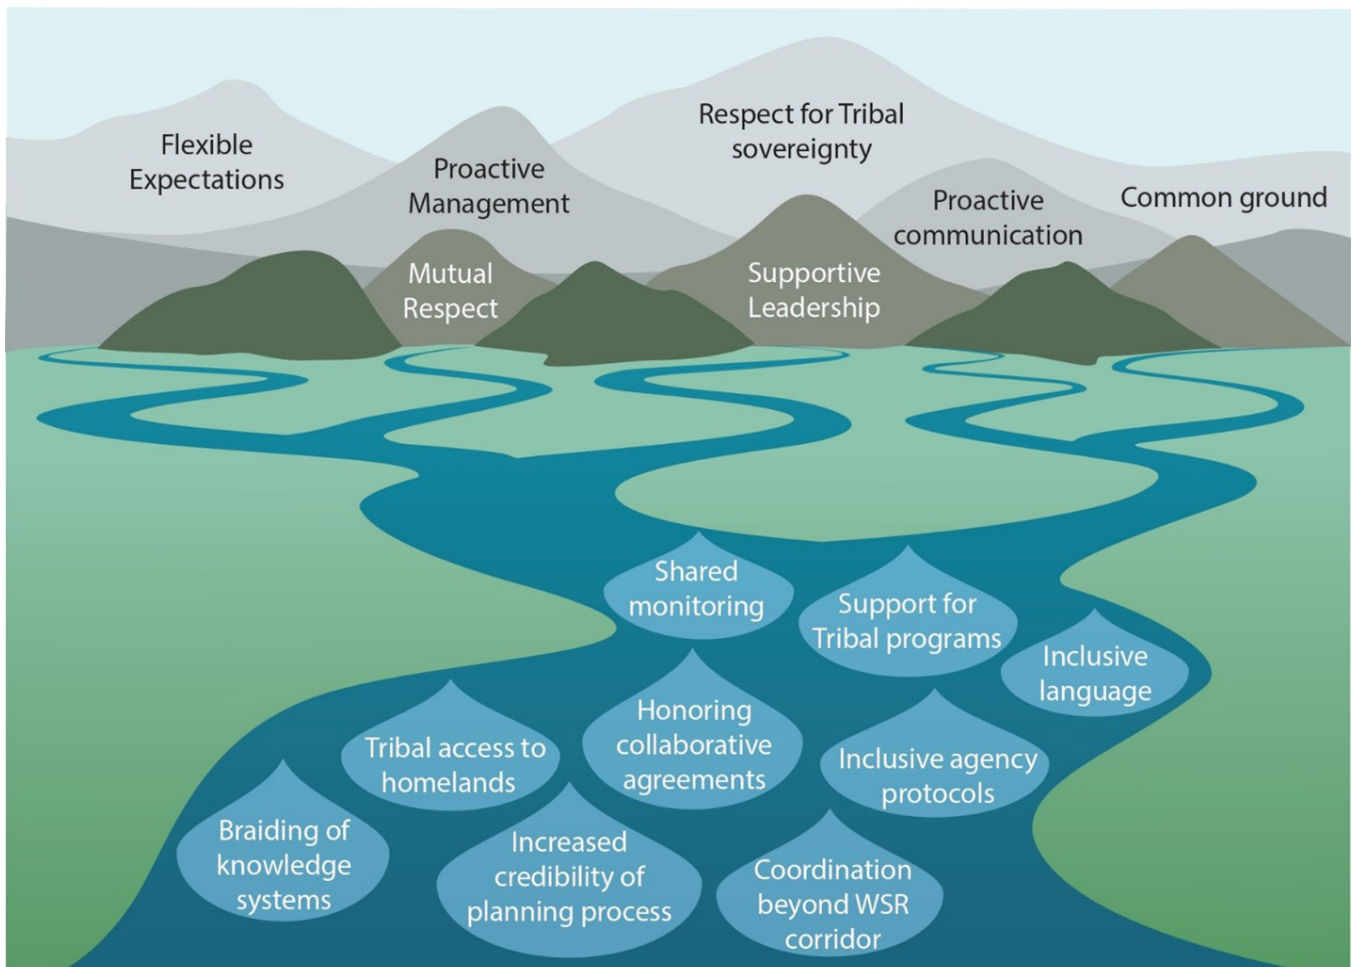 Flexible
Expectations
Proactive
Management
Respect for Tribal
sovereignty
Proactive
communication
Common ground
Mutual
Respect
Supportive
Leadership
Shared
monitoring
Support for
Tribal programs
Inclusive
language
Tribal access to
homelands
Honoring
collaborative
agreements
Inclusive agency
protocols
Braiding of
knowledge
systems
Increased
credibility of
planning process
Coordination
beyond WSR
corridor